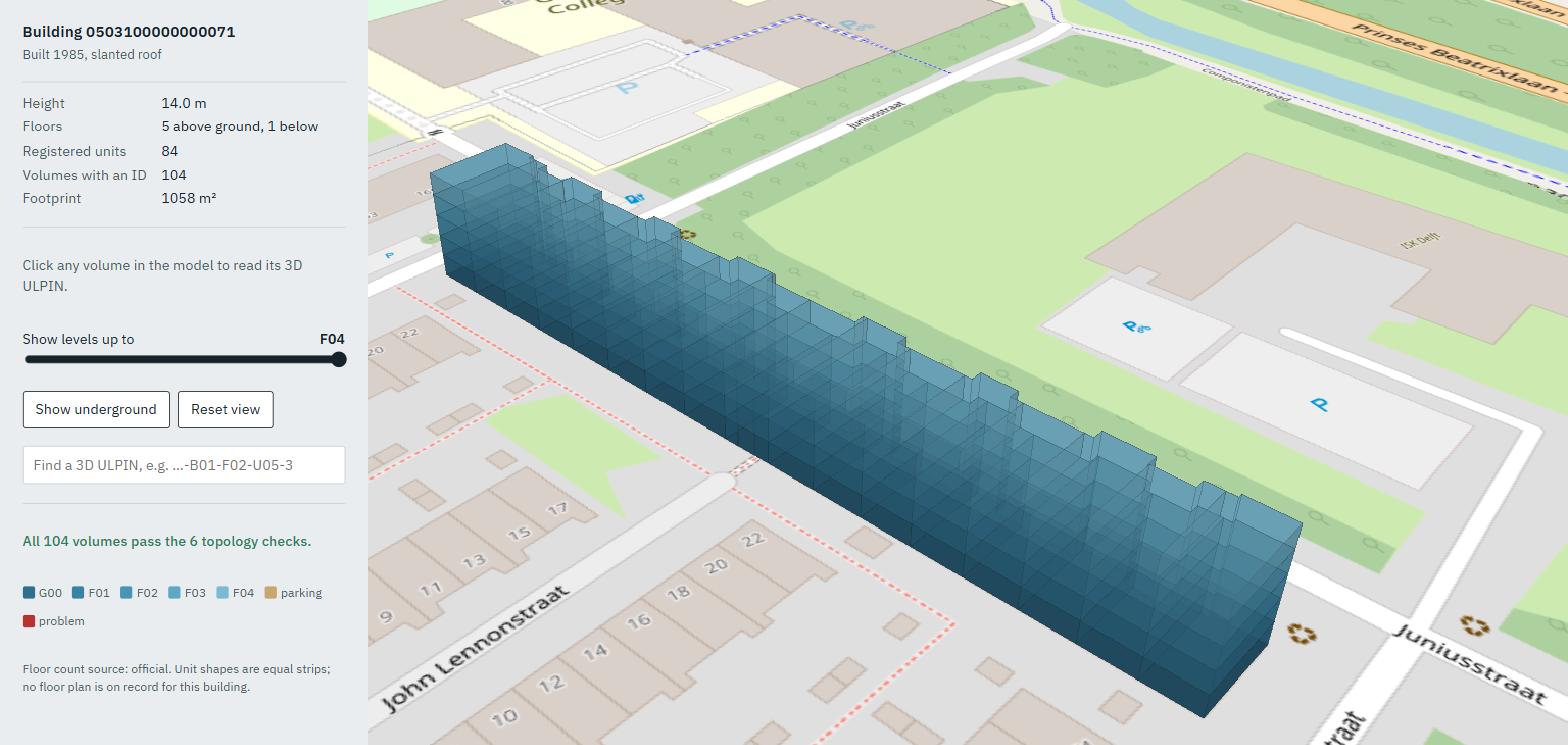 Building 0503100000000071
Built 1985, slanted roof
Height 14.0 m
Floors 5 above ground, 1 below
Registered units 84
Volumes with an ID 104
Footprint 1058 m²
Click any volume in the model to read its 3D
ULPIN.
Show levels up to F04
Show underground Reset view
Find a 3D ULPIN, e.g. ...-B01-F02-U05-3
All 104 volumes pass the 6 topology checks.
G00 F01 F02 F03 F04 parking
problem
Floor count source: official. Unit shapes are equal strips;
no floor plan is on record for this building.
Prinses Beatrixlaan
Componistenpad
Juniusstraat
P
P
ISK Delft
P
P
22
20
17
15
13
11
9
22
20
18
16
14
12
10
John Lennonstraat
Juniusstraat